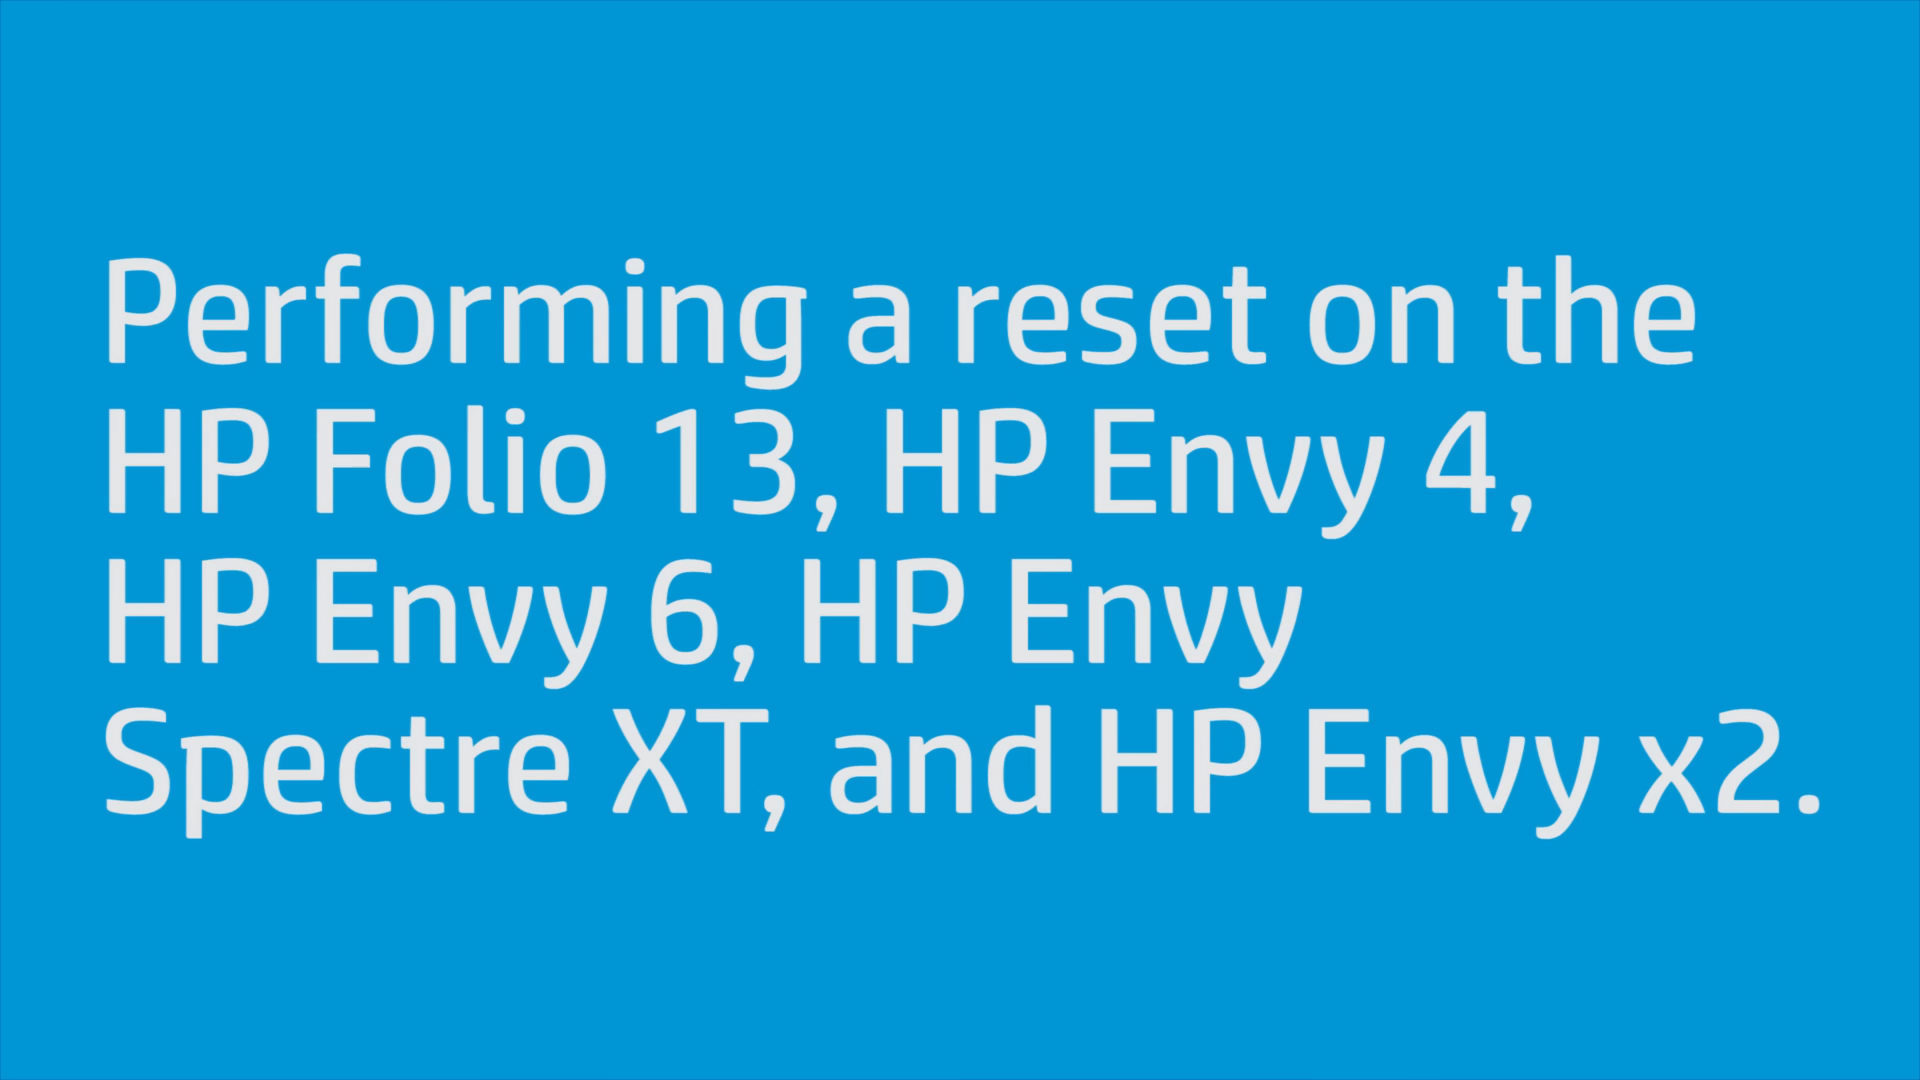 Performing a reset on the
HP Folio 13, HP Envy 4,
HP Envy 6, HP Envy
Spectre XT, and HP Envy x2.